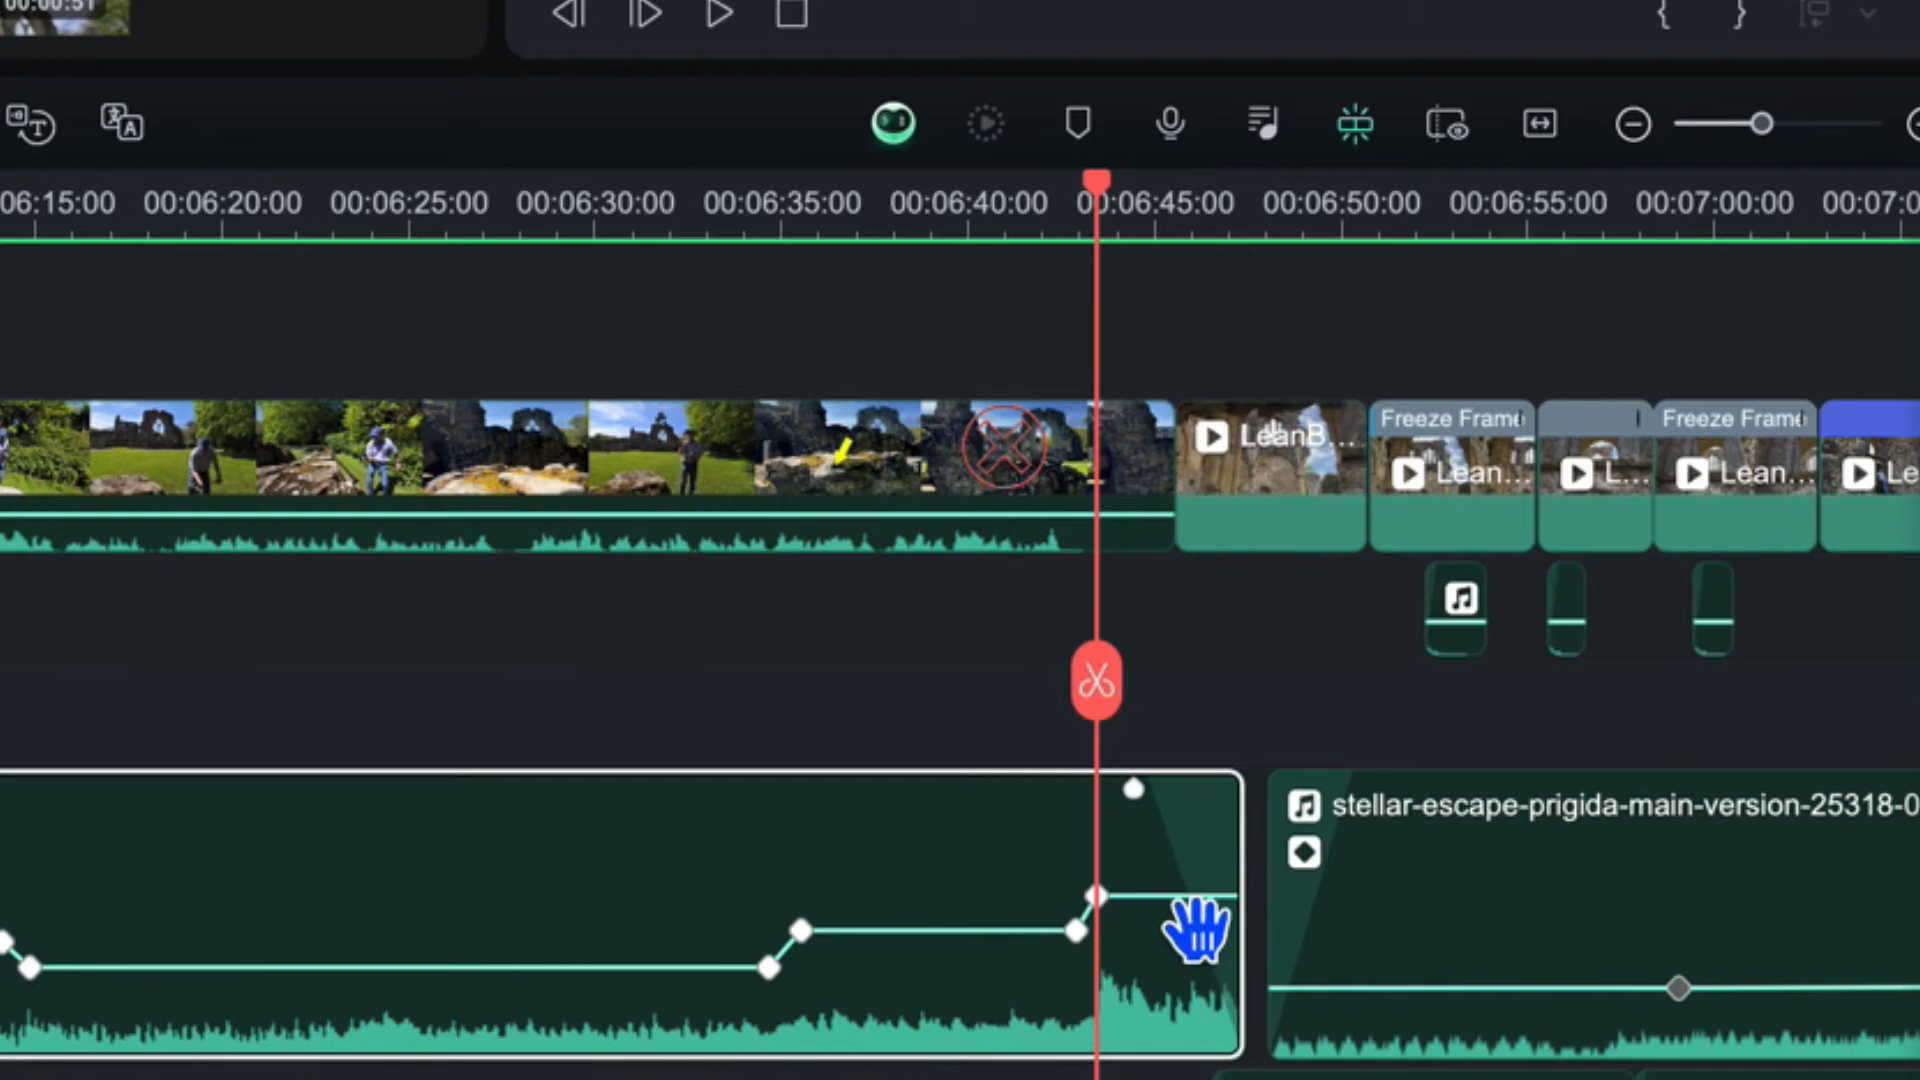 00:00:51
06:15:00 00:06:20:00 00:06:25:00 00:06:30:00 00:06:35:00 00:06:40:00 00:06:45:00 00:06:50:00 00:06:55:00 00:07:00:00 00:07:0
LeanB...
Freeze Frame
Lean...
L...
Freeze Frame
Lean...
Le
stellar-escape-prigida-main-version-25318-0